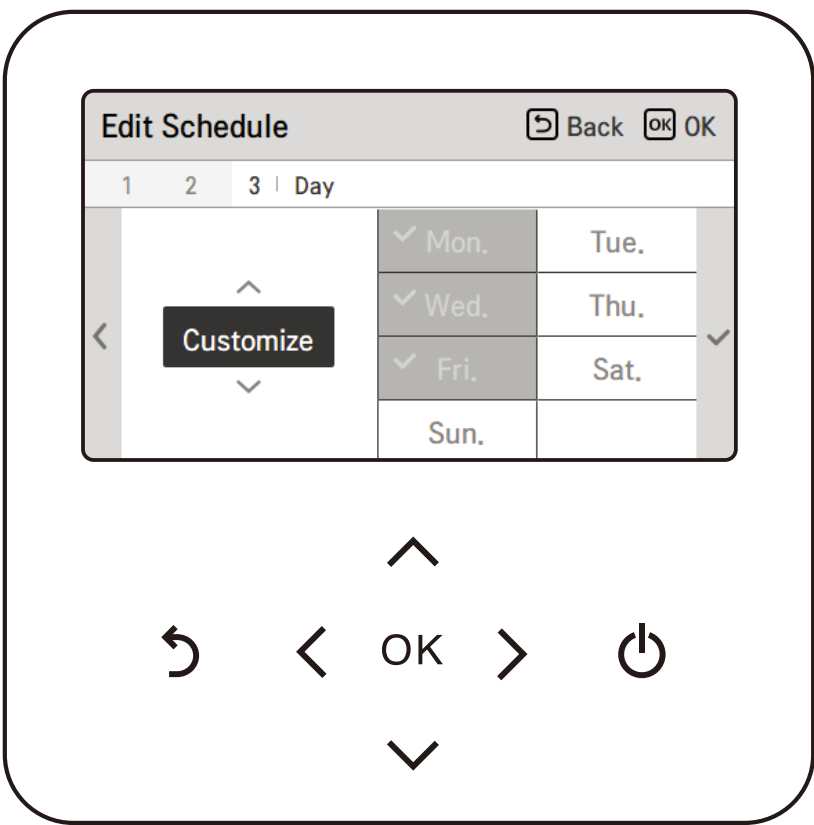 Edit Schedule Back OK OK
1 2 3 Day
Mon. Tue.
Wed. Thu.
Customize
Fri. Sat.
Sun.
OK